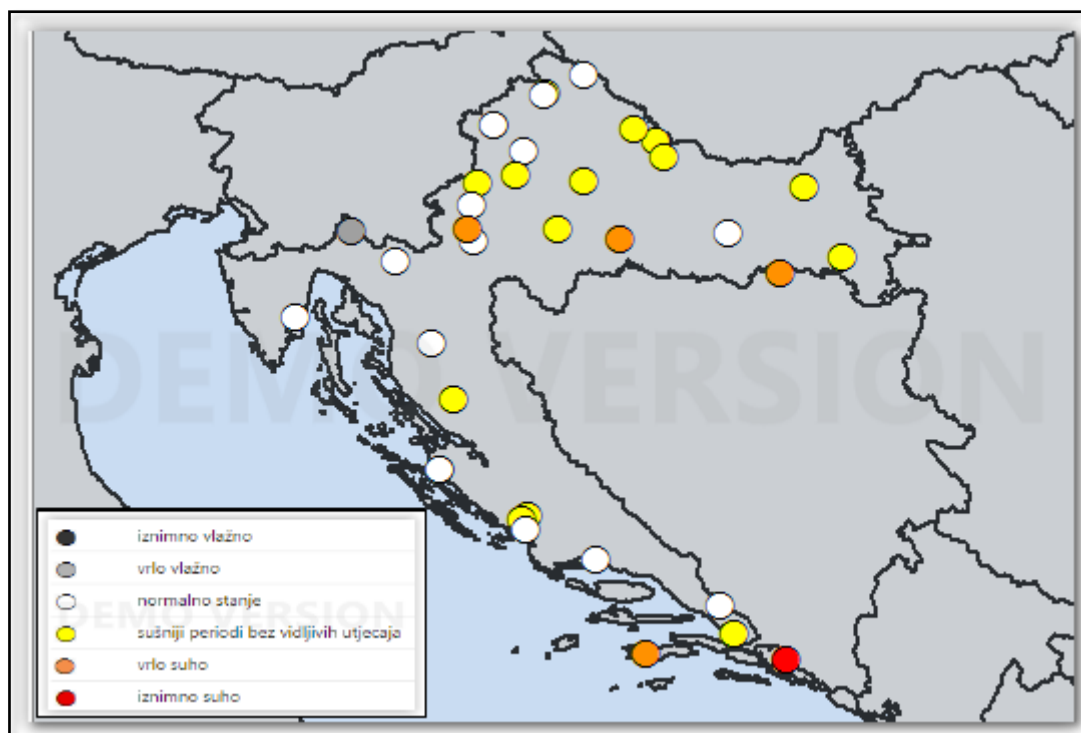 DEMO VERSION
iznimno vlažno
vrlo vlažno
normalno stanje
DEMO VERSION
sušniji periodi bez vidljivih utjecaja
vrlo suho
iznimno suho